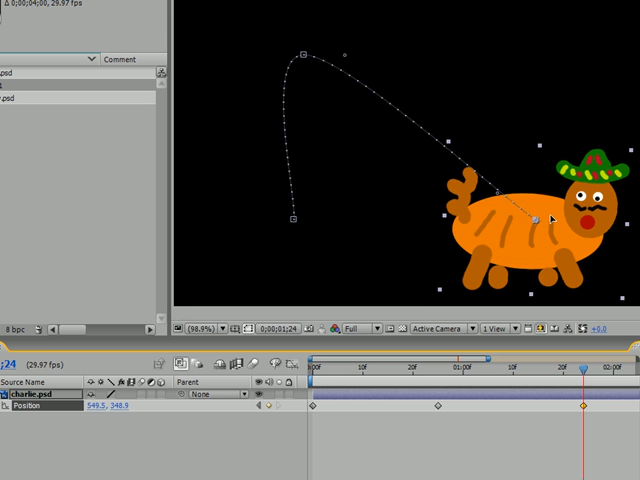 Δ 0;00;04;00, 29.97 fps
Comment
.psd
.psd
8 bpc
(98.9%)
0;00;01;24
Full
Active Camera
1 View
+0.0
;24
(29.97 fps)
Source Name
Parent
:00f
10f
20f
01:00f
10f
20f
02:00f
charlie.psd
None
Position
549.5, 348.9